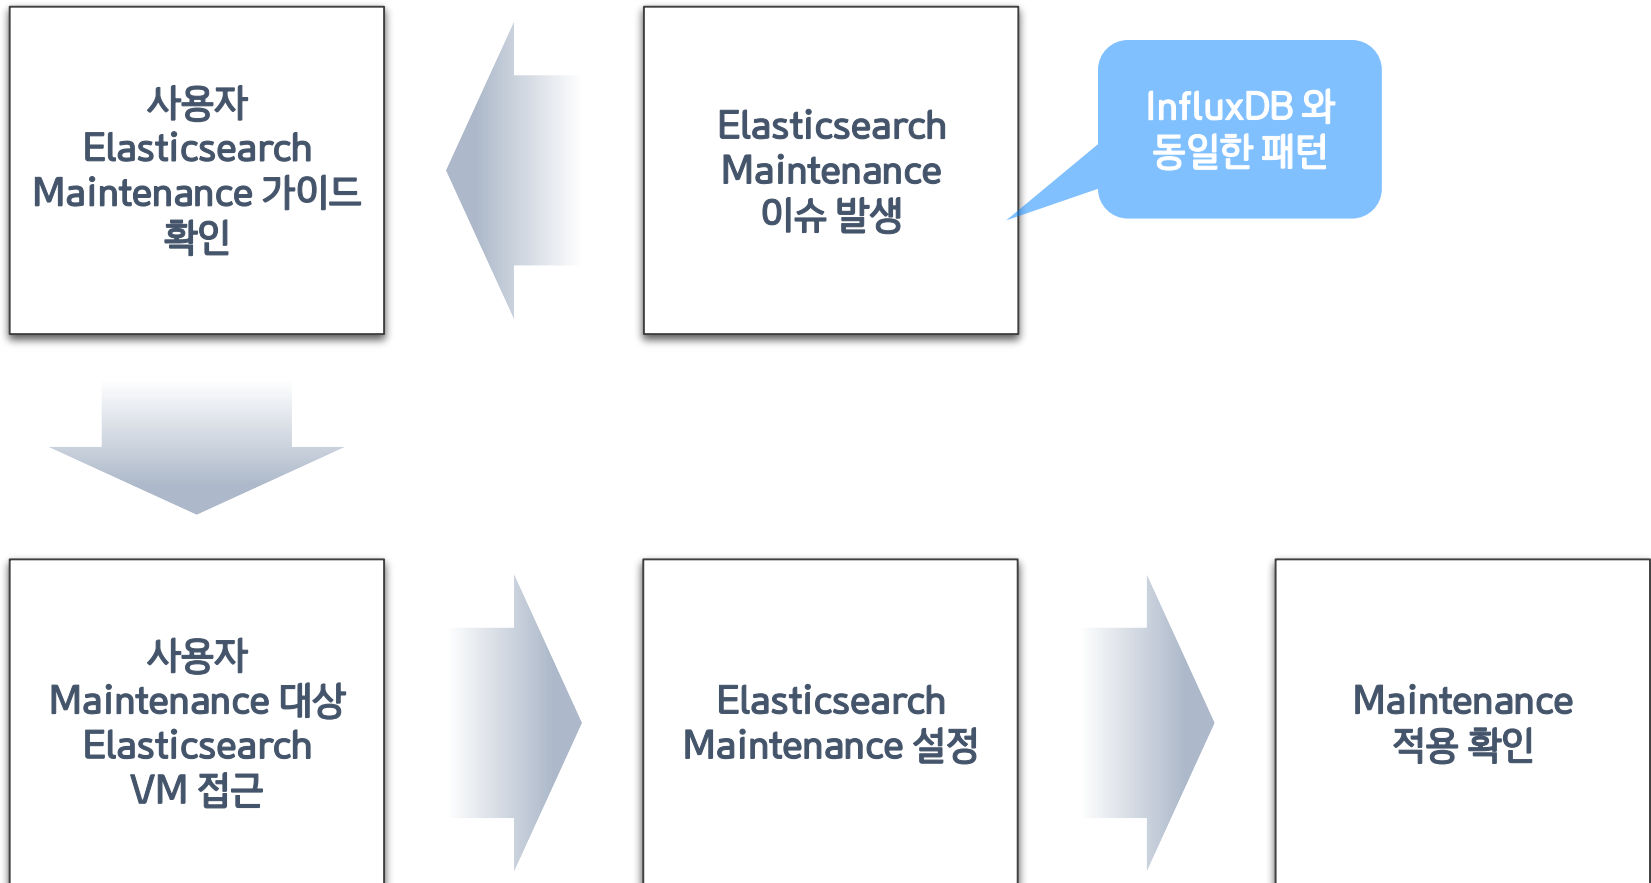 사용자
Elasticsearch
Maintenance 가이드
확인
Elasticsearch
Maintenance
이슈 발생
InfluxDB 와
동일한 패턴
사용자
Maintenance 대상
Elasticsearch
VM 접근
Elasticsearch
Maintenance 설정
Maintenance
적용 확인